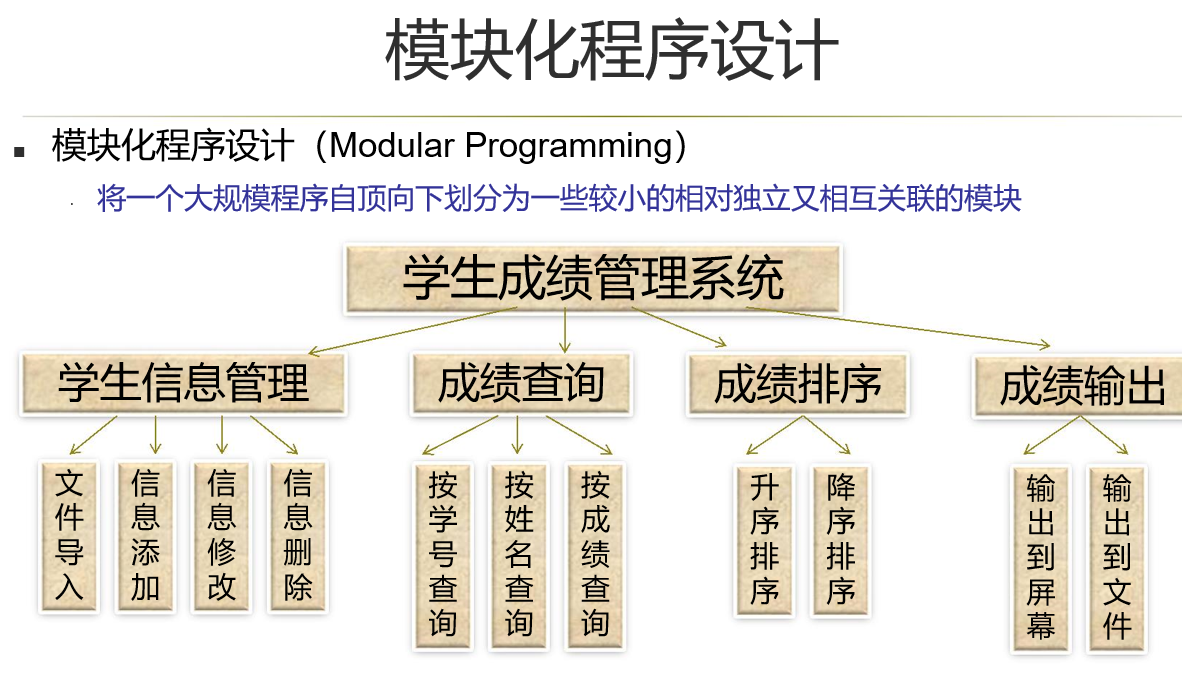 模块化程序设计
模块化程序设计（Modular Programming）
将一个大规模程序自顶向下划分为一些较小的相对独立又相互关联的模块
学生成绩管理系统
学生信息管理
成绩查询
成绩排序
成绩输出
文件导入
信息添加
信息修改
信息删除
按学号查询
按姓名查询
按成绩查询
升序排序
降序排序
输出到屏幕
输出到文件